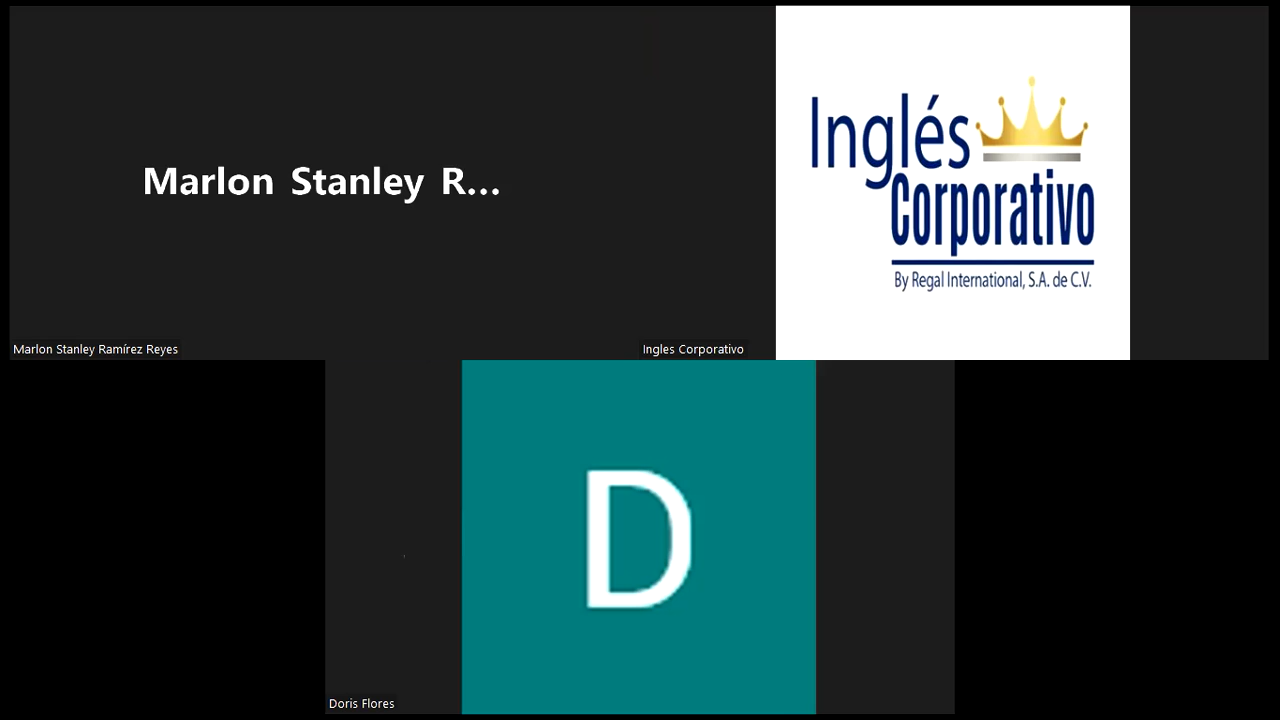 Marlon Stanley R...
Marlon Stanley Ramírez Reyes
Inglés
Corporativo
By Regal International, S.A. de C.V.
Ingles Corporativo
D
Doris Flores